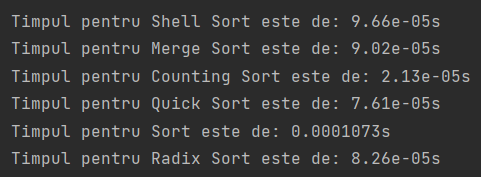 Timpul pentru Shell Sort este de: 9.66e-05s
Timpul pentru Merge Sort este de: 9.02e-05s
Timpul pentru Counting Sort este de: 2.13e-05s
Timpul pentru Quick Sort este de: 7.61e-05s
Timpul pentru Sort este de: 0.0001073s
Timpul pentru Radix Sort este de: 8.26e-05s